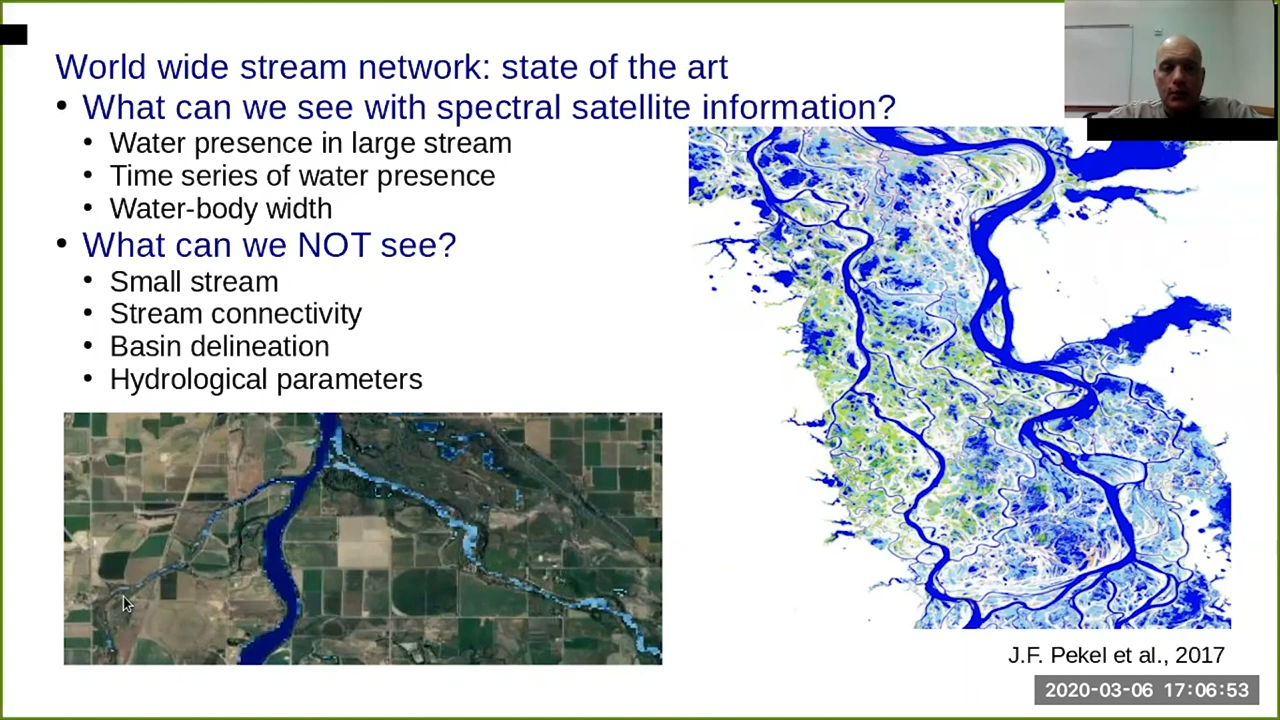 World wide stream network: state of the art
• What can we see with spectral satellite information?
• Water presence in large stream
• Time series of water presence
• Water-body width
• What can we NOT see?
• Small stream
• Stream connectivity
• Basin delineation
• Hydrological parameters
J.F. Pekel et al., 2017
2020-03-06 17:06:53